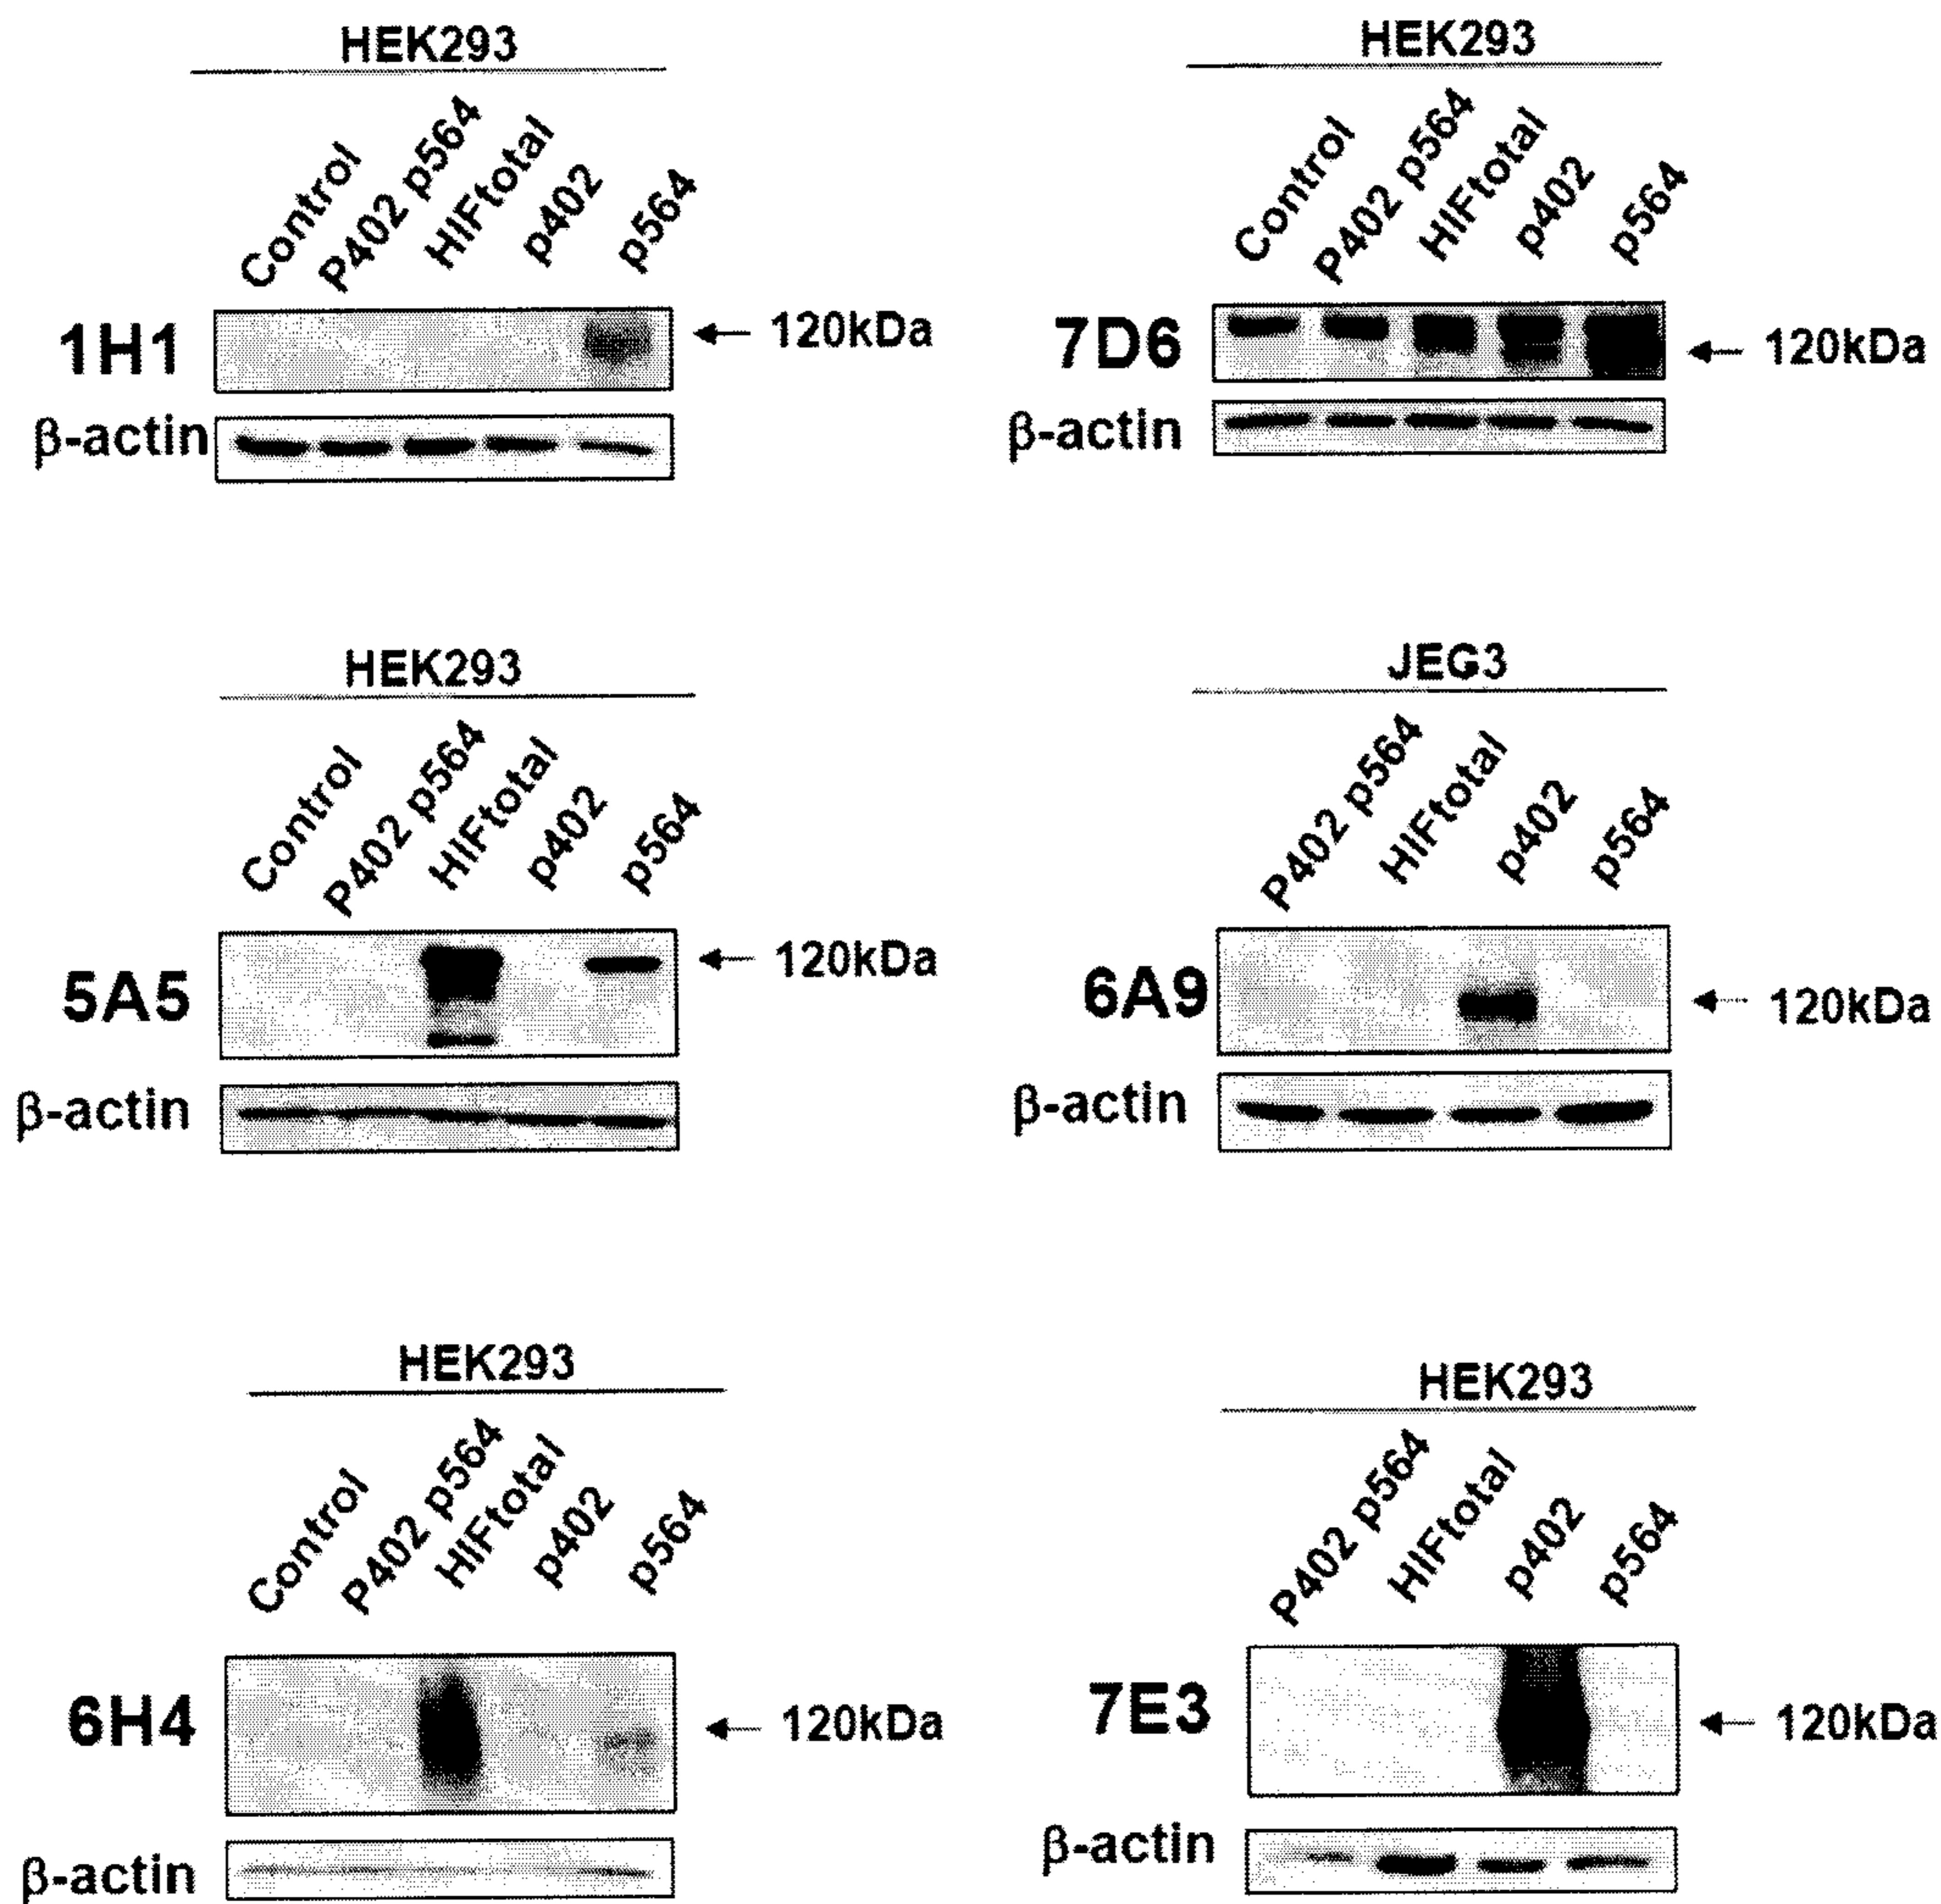 HEK293
Control
P402 p564
HIFtotal
p402
p564
1H1
120kDa
β-actin
HEK293
Control
P402 p564
HIFtotal
p402
p564
7D6
120kDa
β-actin
HEK293
Control
P402 p564
HIFtotal
p402
p564
5A5
120kDa
β-actin
JEG3
P402 p564
HIFtotal
p402
p564
6A9
120kDa
β-actin
HEK293
Control
P402 p564
HIFtotal
p402
p564
6H4
120kDa
β-actin
HEK293
P402 p564
HIFtotal
p402
p564
7E3
120kDa
β-actin